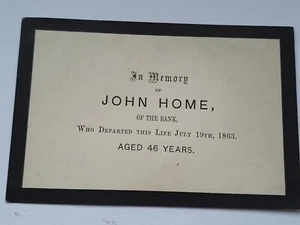 In Memory
OF
JOHN HOME,
OF THE BANK,
WHO DEPARTED THIS LIFE JULY 19TH, 1863.
AGED 46 YEARS.